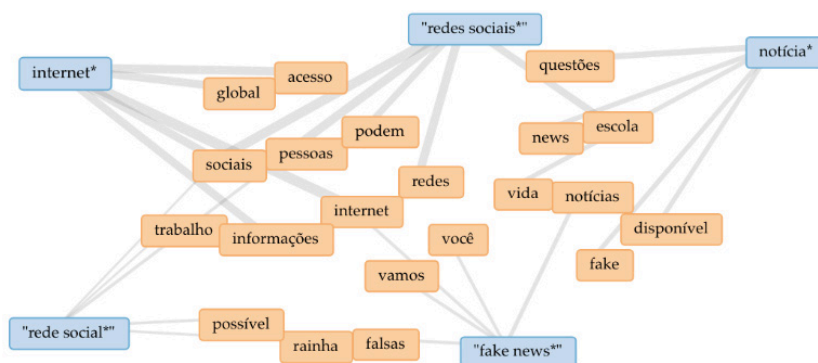 "redes sociais*"
internet*
notícia*
questões
acesso
global
news
escola
podem
pessoas
sociais
redes
vida
notícias
internet
trabalho
informações
você
disponível
fake
vamos
"rede social*"
possível
rainha
falsas
"fake news*"